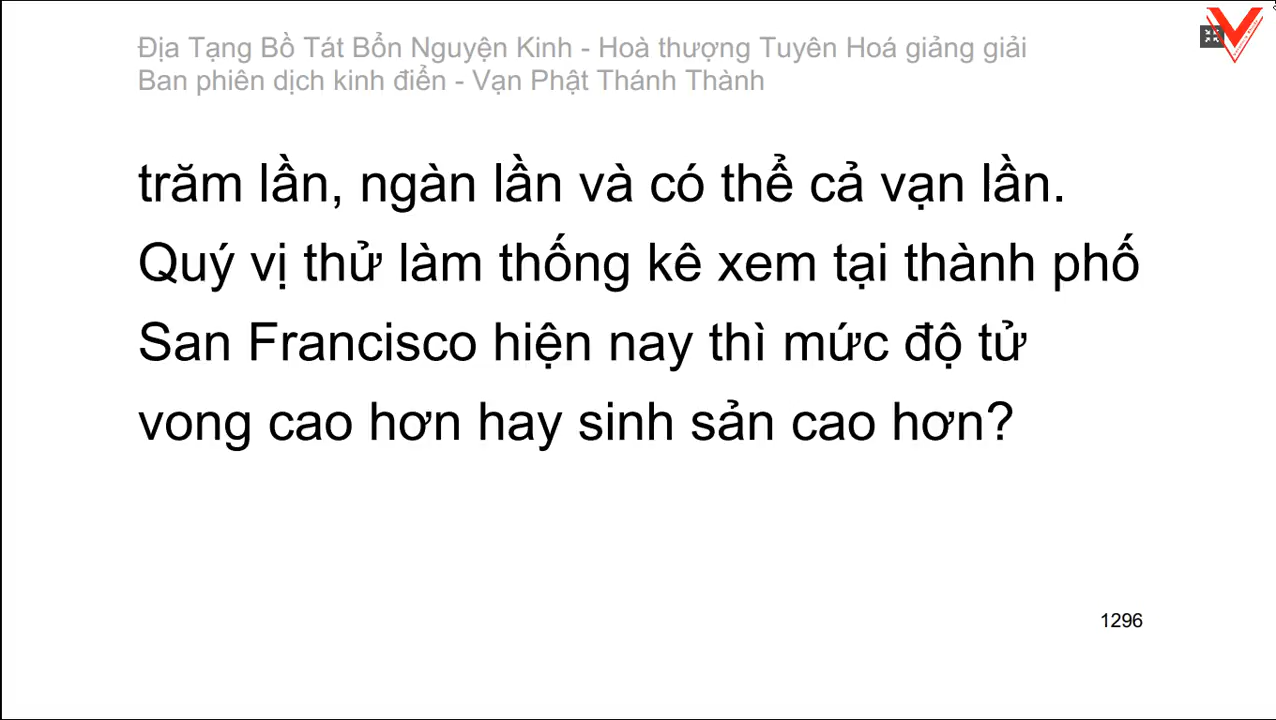 Địa Tạng Bồ Tát Bổn Nguyện Kinh - Hoà thượng Tuyên Hoá giảng giải
Ban phiên dịch kinh điển - Vạn Phật Thánh Thành
trăm lần, ngàn lần và có thể cả vạn lần.
Quý vị thử làm thống kê xem tại thành phố
San Francisco hiện nay thì mức độ tử
vong cao hơn hay sinh sản cao hơn?
1296